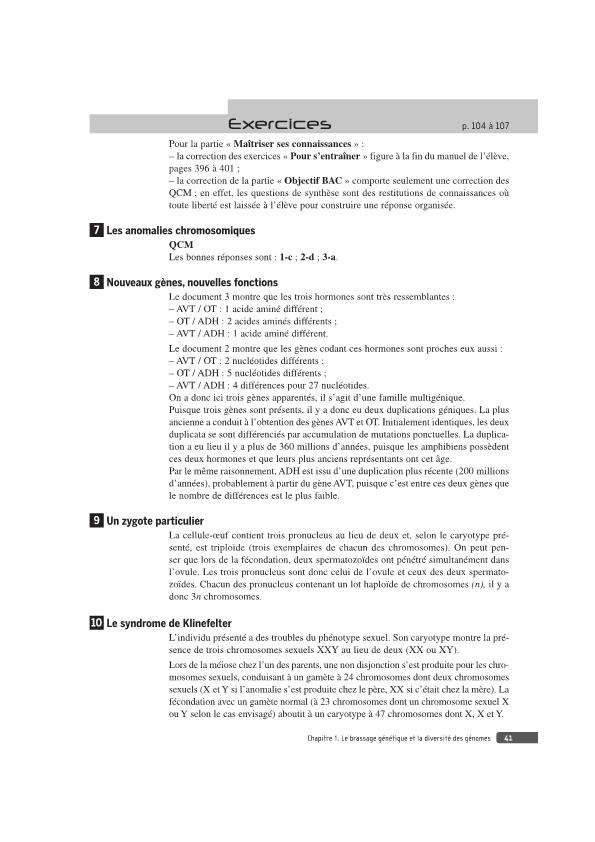 Exercices
p. 104 à 107
Pour la partie « Maîtriser ses connaissances » :
– la correction des exercices « Pour s'entraîner » figure à la fin du manuel de l'élève,
pages 396 à 401 ;
– la correction de la partie « Objectif BAC » comporte seulement une correction des
QCM ; en effet, les questions de synthèse sont des restitutions de connaissances où
toute liberté est laissée à l'élève pour construire une réponse organisée.
7 Les anomalies chromosomiques
QCM
Les bonnes réponses sont : 1-c ; 2-d ; 3-a.
8 Nouveaux gènes, nouvelles fonctions
Le document 3 montre que les trois hormones sont très ressemblantes :
– AVT / OT : 1 acide aminé différent ;
– OT / ADH : 2 acides aminés différents ;
– AVT / ADH : 1 acide aminé différent.
Le document 2 montre que les gènes codant ces hormones sont proches eux aussi :
– AVT / OT : 2 nucléotides différents ;
– OT / ADH : 5 nucléotides différents ;
– AVT / ADH : 4 différences pour 27 nucléotides.
On a donc ici trois gènes apparentés, il s'agit d'une famille multigénique.
Puisque trois gènes sont présents, il y a donc eu deux duplications géniques. La plus
ancienne a conduit à l'obtention des gènes AVT et OT. Initialement identiques, les deux
duplicata se sont différenciés par accumulation de mutations ponctuelles. La duplica-
tion a eu lieu il y a plus de 360 millions d'années, puisque les amphibiens possèdent
ces deux hormones et que leurs plus anciens représentants ont cet âge.
Par le même raisonnement, ADH est issu d'une duplication plus récente (200 millions
d'années), probablement à partir du gène AVT, puisque c'est entre ces deux gènes que
le nombre de différences est le plus faible.
9 Un zygote particulier
La cellule-œuf contient trois pronucleus au lieu de deux et, selon le caryotype pré-
senté, est triploïde (trois exemplaires de chacun des chromosomes). On peut pen-
ser que lors de la fécondation, deux spermatozoïdes ont pénétré simultanément dans
l'ovule. Les trois pronucleus sont donc celui de l'ovule et ceux des deux spermato-
zoïdes. Chacun des pronucleus contenant un lot haploïde de chromosomes (n), il y a
donc 3n chromosomes.
10 Le syndrome de Klinefelter
L'individu présenté a des troubles du phénotype sexuel. Son caryotype montre la pré-
sence de trois chromosomes sexuels XXY au lieu de deux (XX ou XY).
Lors de la méiose chez l'un des parents, une non disjonction s'est produite pour les chro-
mosomes sexuels, conduisant à un gamète à 24 chromosomes dont deux chromosomes
sexuels (X et Y si l'anomalie s'est produite chez le père, XX si c'était chez la mère). La
fécondation avec un gamète normal (à 23 chromosomes dont un chromosome sexuel X
ou Y selon le cas envisagé) aboutit à un caryotype à 47 chromosomes dont X, X et Y.
Chapitre 1. Le brassage génétique et la diversité des génomes 41